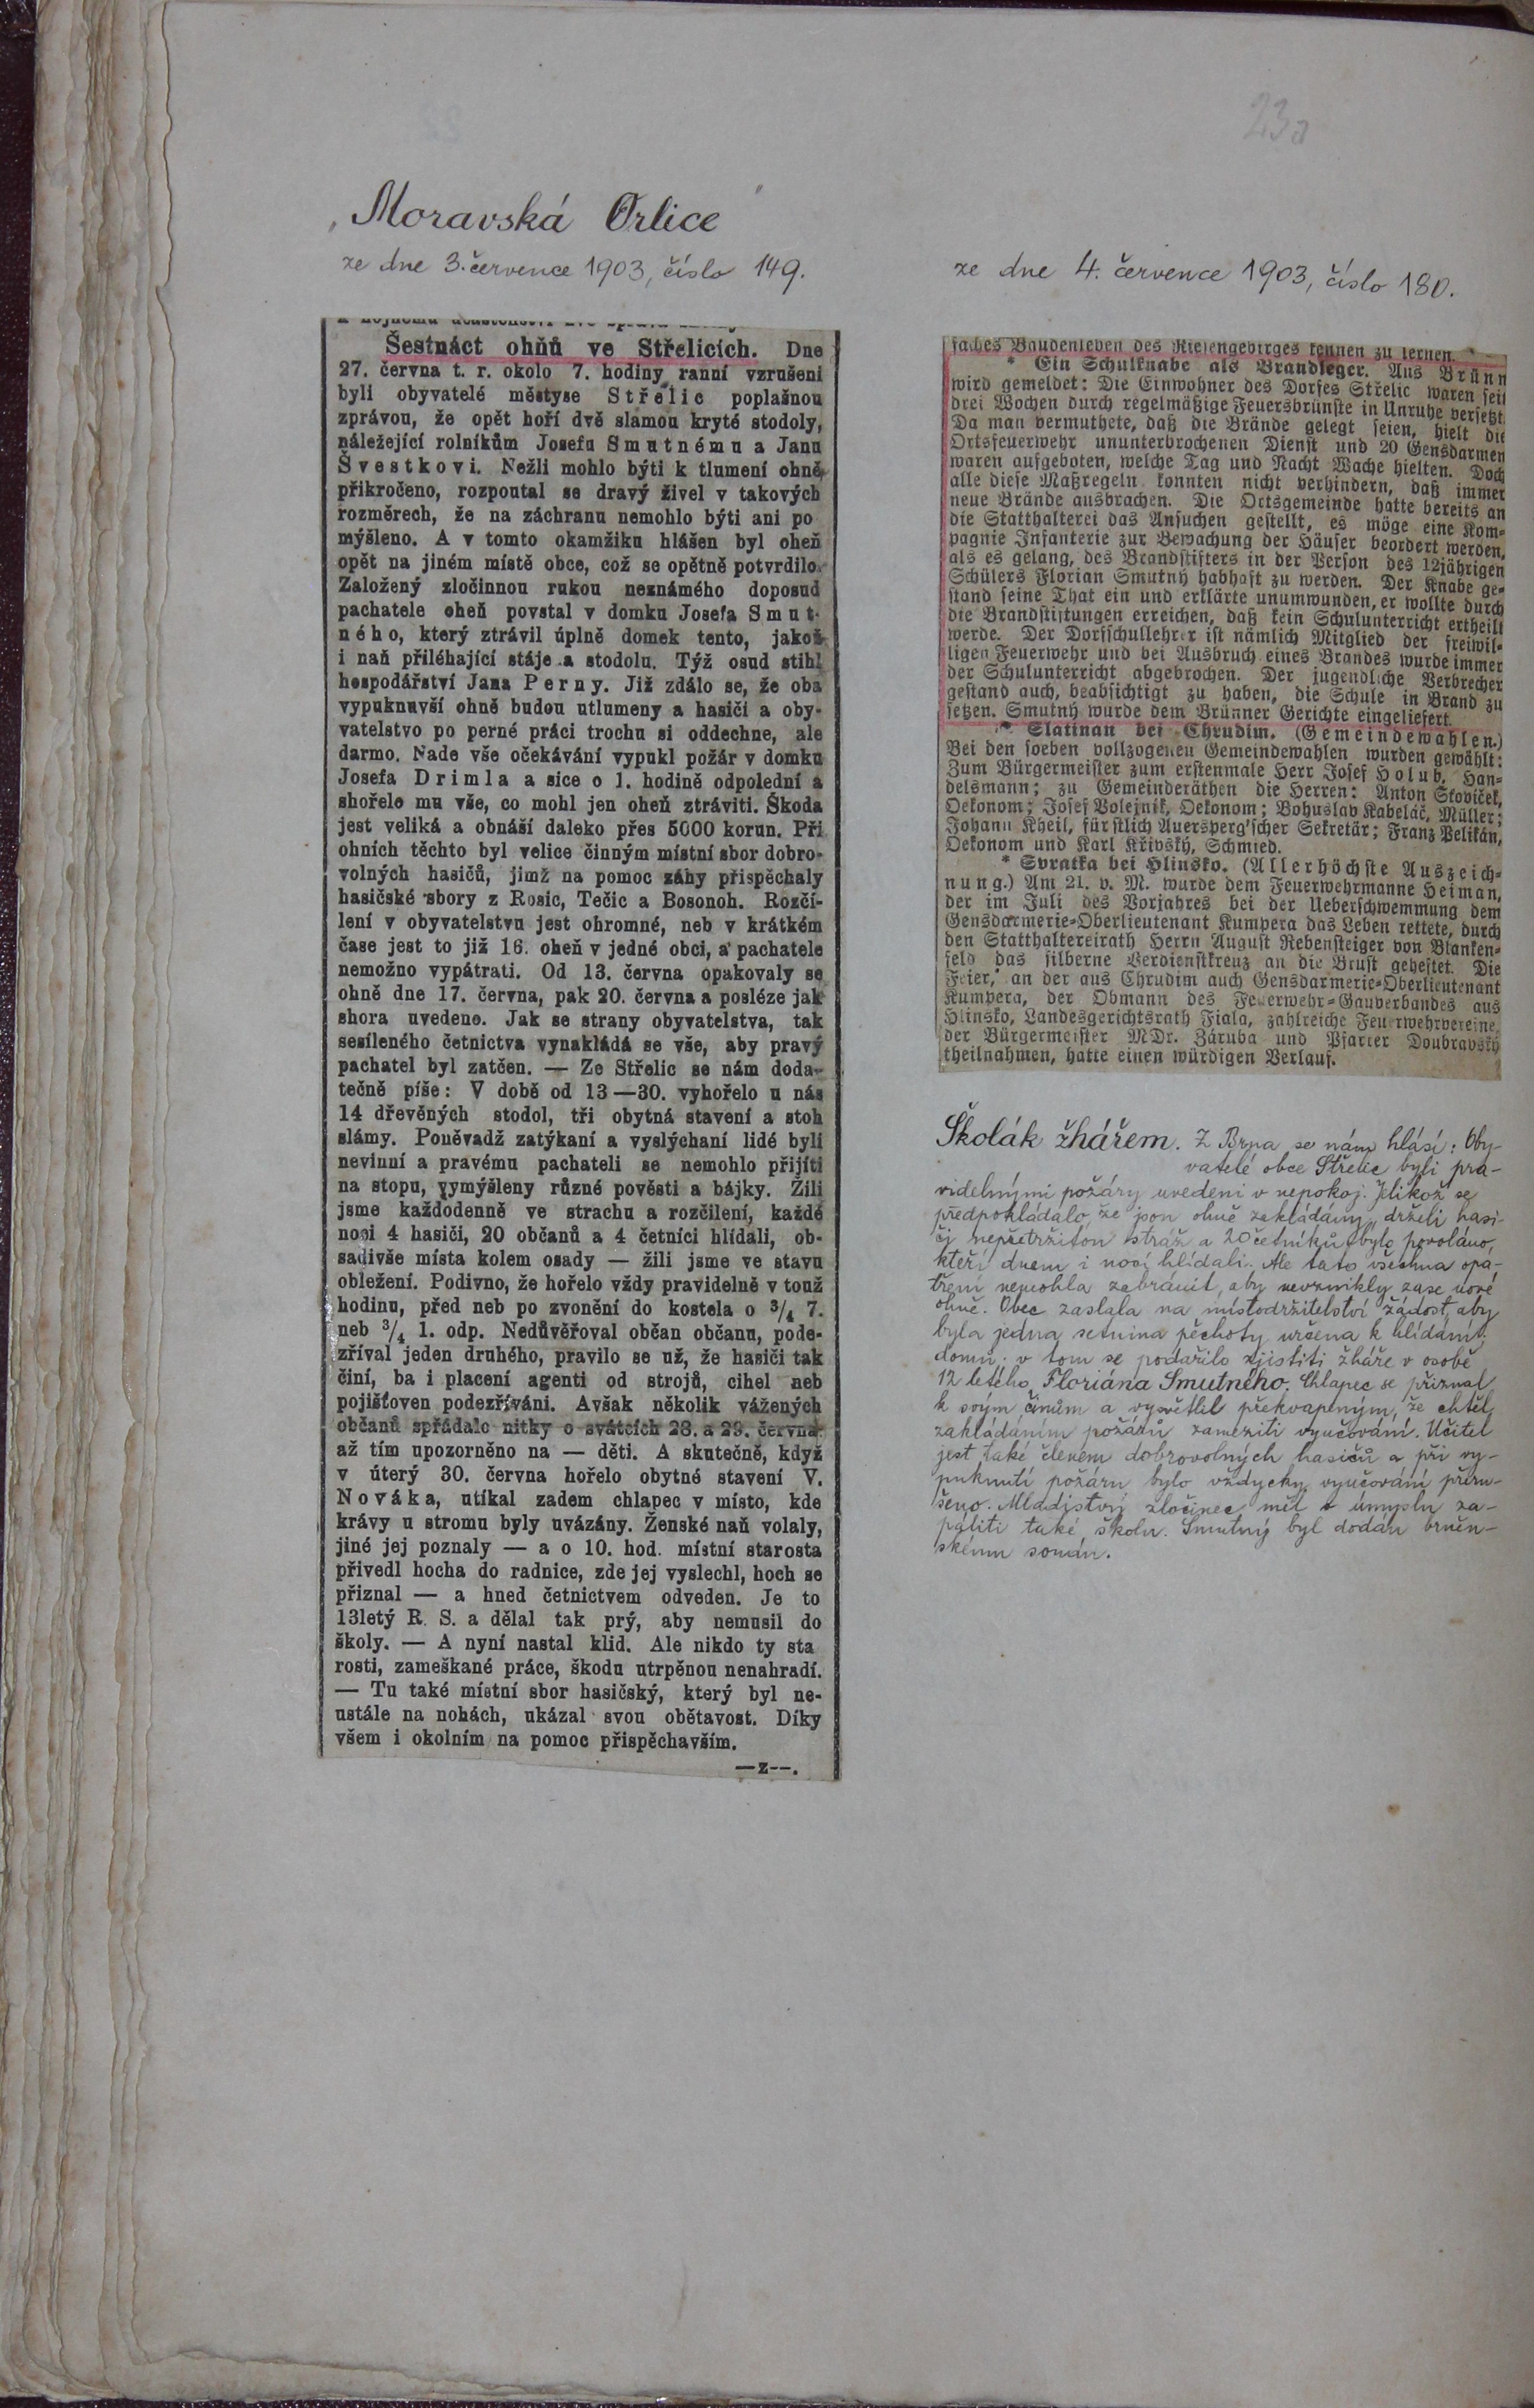 23a
„Moravská Orlice"
ze dne 3. července 1903, číslo 149.
Šestnáct ohňů ve Střelicích. Dne
27. června t. r. okolo 7. hodiny ranní vzrušeni
byli obyvatelé městyse Střelic poplašnou
zprávou, že opět hoří dvě slamou kryté stodoly,
náležející rolníkům Josefu Smutnému a Janu
Švestkovi. Nežli mohlo býti k tlumení ohně
přikročeno, rozpoutal se dravý živel v takových
rozměrech, že na záchranu nemohlo býti ani po
mýšleno. A v tomto okamžiku hlášen byl oheň
opět na jiném místě obce, což se opětně potvrdilo.
Založený zločinnou rukou neznámého doposud
pachatele oheň povstal v domku Josefa Smut-
ného, který ztrávil úplně domek tento, jakož
i naň přiléhající stáje a stodolu. Týž osud stihl
hospodářství Jana Perny. Již zdálo se, že oba
vypuknuvší ohně budou utlumeny a hasiči a oby-
vatelstvo po perné práci trochu si oddechne, ale
darmo. Nade vše očekávání vypukl požár v domku
Josefa Drimla a sice o 1. hodině odpolední a
shořelo mu vše, co mohl jen oheň ztráviti. Škoda
jest veliká a obnáší daleko přes 5000 korun. Při
ohních těchto byl velice činným místní sbor dobro-
volných hasičů, jimž na pomoc záhy přispěchaly
hasičské sbory z Rosic, Tečic a Bosonoh. Rozčí-
lení v obyvatelstvu jest ohromné, neb v krátkém
čase jest to již 16. oheň v jedné obci, a pachatele
nemožno vypátrati. Od 13. června opakovaly se
ohně dne 17. června, pak 20. června a posléze jak
shora uvedeno. Jak se strany obyvatelstva, tak
sesíleného četnictva vynakládá se vše, aby pravý
pachatel byl zatčen. — Ze Střelic se nám doda-
tečně píše: V době od 13—30. vyhořelo u nás
14 dřevěných stodol, tři obytná stavení a stoh
slámy. Poněvadž zatýkaní a vyslýchaní lidé byli
nevinní a pravému pachateli se nemohlo přijíti
na stopu, vymýšleny různé pověsti a bájky. Žili
jsme každodenně ve strachu a rozčilení, každé
noci 4 hasiči, 20 občanů a 4 četníci hlídali, ob-
sadivše místa kolem osady — žili jsme ve stavu
obležení. Podivno, že hořelo vždy pravidelně v touž
hodinu, před neb po zvonění do kostela o 3/4 7.
neb 3/4 1. odp. Nedůvěřoval občan občanu, pode-
zříval jeden druhého, pravilo se už, že hasiči tak
činí, ba i placení agenti od strojů, cihel neb
pojišťoven podezříváni. Avšak několik vážených
občanů spřádalo nitky o svátcích 28. a 29. června
až tím upozorněno na — děti. A skutečně, když
v úterý 30. června hořelo obytné stavení V.
Nováka, utíkal zadem chlapec v místo, kde
krávy u stromu byly uvázány. Ženské naň volaly,
jiné jej poznaly — a o 10. hod. místní starosta
přivedl hocha do radnice, zde jej vyslechl, hoch se
přiznal — a hned četnictvem odveden. Je to
13letý R. S. a dělal tak prý, aby nemusil do
školy. — A nyní nastal klid. Ale nikdo ty sta
rosti, zameškané práce, škodu utrpěnou nenahradí.
— Tu také místní sbor hasičský, který byl ne-
ustále na nohách, ukázal svou obětavost. Díky
všem i okolním na pomoc přispěchavším.
—z--.
ze dne 4. července 1903, číslo 180.
faches Baudenleben des Riesengebirges kennen zu lernen.
* Ein Schulknabe als Brandleger. Aus Brünn
wird gemeldet: Die Einwohner des Dorfes Střelic waren seit
drei Wochen durch regelmäßige Feuersbrünste in Unruhe versetzt.
Da man vermuthete, daß die Brände gelegt seien, hielt die
Ortsfeuerwehr ununterbrochenen Dienst und 20 Gensdarmen
waren aufgeboten, welche Tag und Nacht Wache hielten. Doch
alle diese Maßregeln konnten nicht verhindern, daß immer
neue Brände ausbrachen. Die Ortsgemeinde hatte bereits an
die Statthalterei das Ansuchen gestellt, es möge eine Kom-
pagnie Infanterie zur Bewachung der Häuser beordert werden,
als es gelang, des Brandstifters in der Person des 12jährigen
Schülers Florian Smutný habhaft zu werden. Der Knabe ge-
stand seine That ein und erklärte unumwunden, er wollte durch
die Brandstiftungen erreichen, daß kein Schulunterricht ertheilt
werde. Der Dorfschullehrer ist nämlich Mitglied der freiwil-
ligen Feuerwehr und bei Ausbruch eines Brandes wurde immer
der Schulunterricht abgebrochen. Der jugendliche Verbrecher
gestand auch, beabsichtigt zu haben, die Schule in Brand zu
setzen. Smutný wurde dem Brünner Gerichte eingeliefert.
* Slatinan bei Chrudim. (Gemeindewahlen.)
Bei den soeben vollzogenen Gemeindewahlen wurden gewählt:
Zum Bürgermeister zum erstenmale Herr Josef Holub, Han-
delsmann; zu Gemeinderäthen die Herren: Anton Skoviček,
Oekonom; Josef Volejnik, Oekonom; Bohuslav Kabeláč, Müller;
Johann Kheil, fürstlich Auersperg'scher Sekretär; Franz Pelikán,
Oekonom und Karl Křivský, Schmied.
* Svratka bei Hlinsko. (Allerhöchste Auszeich-
nung.) Am 21. v. M. wurde dem Feuerwehrmanne Heiman,
der im Juli des Vorjahres bei der Ueberschwemmung dem
Gensdarmerie-Oberlieutenant Kumpera das Leben rettete, durch
den Statthaltereirath Herrn August Rebensteiger von Blanken-
feld das silberne Verdienstkreuz an die Brust geheftet. Die
Feier, an der aus Chrudim auch Gensdarmerie-Oberlieutenant
Kumpera, der Obmann des Feuerwehr-Gauverbandes aus
Hlinsko, Landesgerichtsrath Fiala, zahlreiche Feuerwehrvereine
der Bürgermeister MDr. Záruba und Pfarrer Doubravský
theilnahmen, hatte einen würdigen Verlauf.
Školák žhářem. Z Brna se nám hlásí: Oby-
vatelé obce Střelic byli pra-
videlnými požáry uvedeni v nepokoj. Jelikož se
předpokládalo, že jsou ohně zakládány, drželi hasi-
či nepřetržitou stráž a 20 četníků bylo povoláno,
kteří dnem i nocí hlídali. Ale tato všechna opa-
tření nemohla zabránit, aby nevznikly zase nové
ohně. Obec zaslala na místodržitelství žádost, aby
byla jedna setnina pěchoty určena k hlídání
domů; v tom se podařilo zjistiti žháře v osobě
12 letého Floriána Smutného. Chlapec se přiznal
k svým činům a vysvětlil překvapeným, že chtěl
zakládáním požárů zameziti vyučování. Učitel
jest také členem dobrovolných hasičů a při vy-
puknutí požáru bylo vždycky vyučování přeru-
šeno. Mladistvý zločinec měl v úmyslu za-
páliti také školu. Smutný byl dodán brněn-
skému soudu.